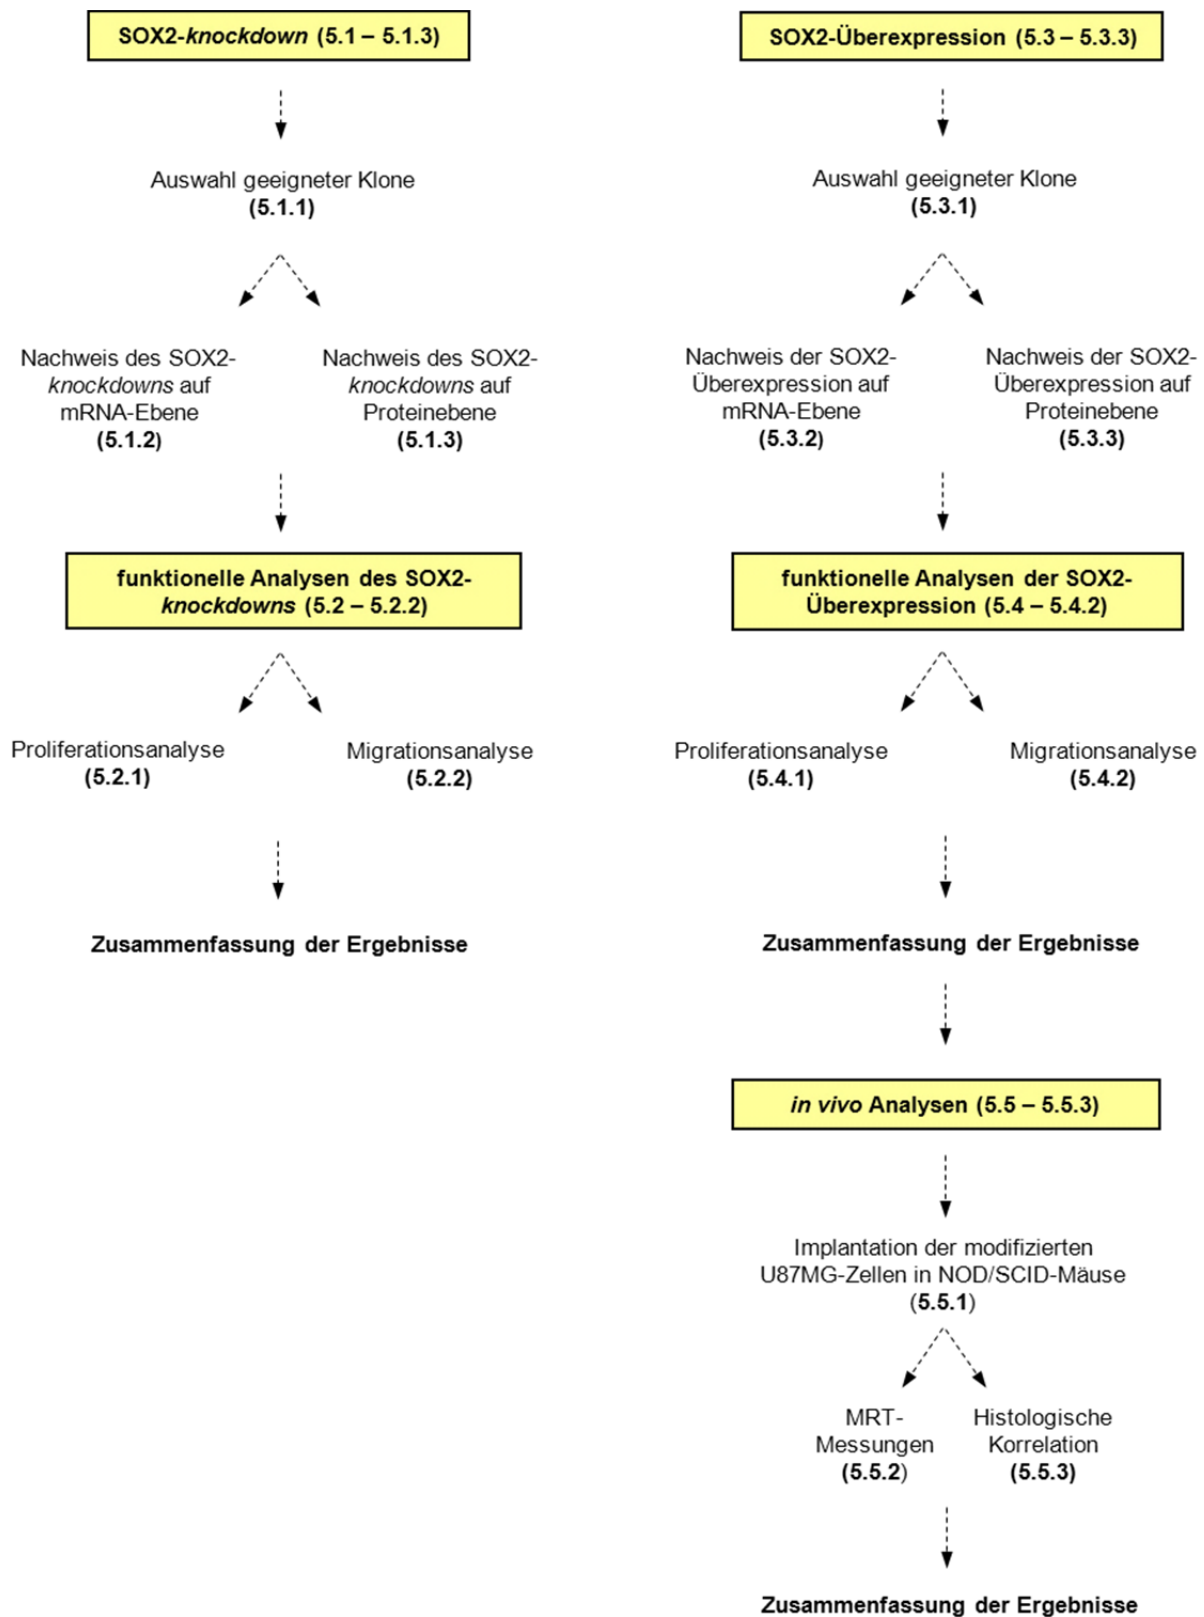 SOX2-knockdown (5.1 – 5.1.3)
Auswahl geeigneter Klone
(5.1.1)
Nachweis des SOX2-
knockdowns auf
mRNA-Ebene
(5.1.2)
Nachweis des SOX2-
knockdowns auf
Proteinebene
(5.1.3)
funktionelle Analysen des SOX2-
knockdowns (5.2 – 5.2.2)
Proliferationsanalyse
(5.2.1)
Migrationsanalyse
(5.2.2)
Zusammenfassung der Ergebnisse
SOX2-Überexpression (5.3 – 5.3.3)
Auswahl geeigneter Klone
(5.3.1)
Nachweis der SOX2-
Überexpression auf
mRNA-Ebene
(5.3.2)
Nachweis der SOX2-
Überexpression auf
Proteinebene
(5.3.3)
funktionelle Analysen der SOX2-
Überexpression (5.4 – 5.4.2)
Proliferationsanalyse
(5.4.1)
Migrationsanalyse
(5.4.2)
Zusammenfassung der Ergebnisse
in vivo Analysen (5.5 – 5.5.3)
Implantation der modifizierten
U87MG-Zellen in NOD/SCID-Mäuse
(5.5.1)
MRT-
Messungen
(5.5.2)
Histologische
Korrelation
(5.5.3)
Zusammenfassung der Ergebnisse